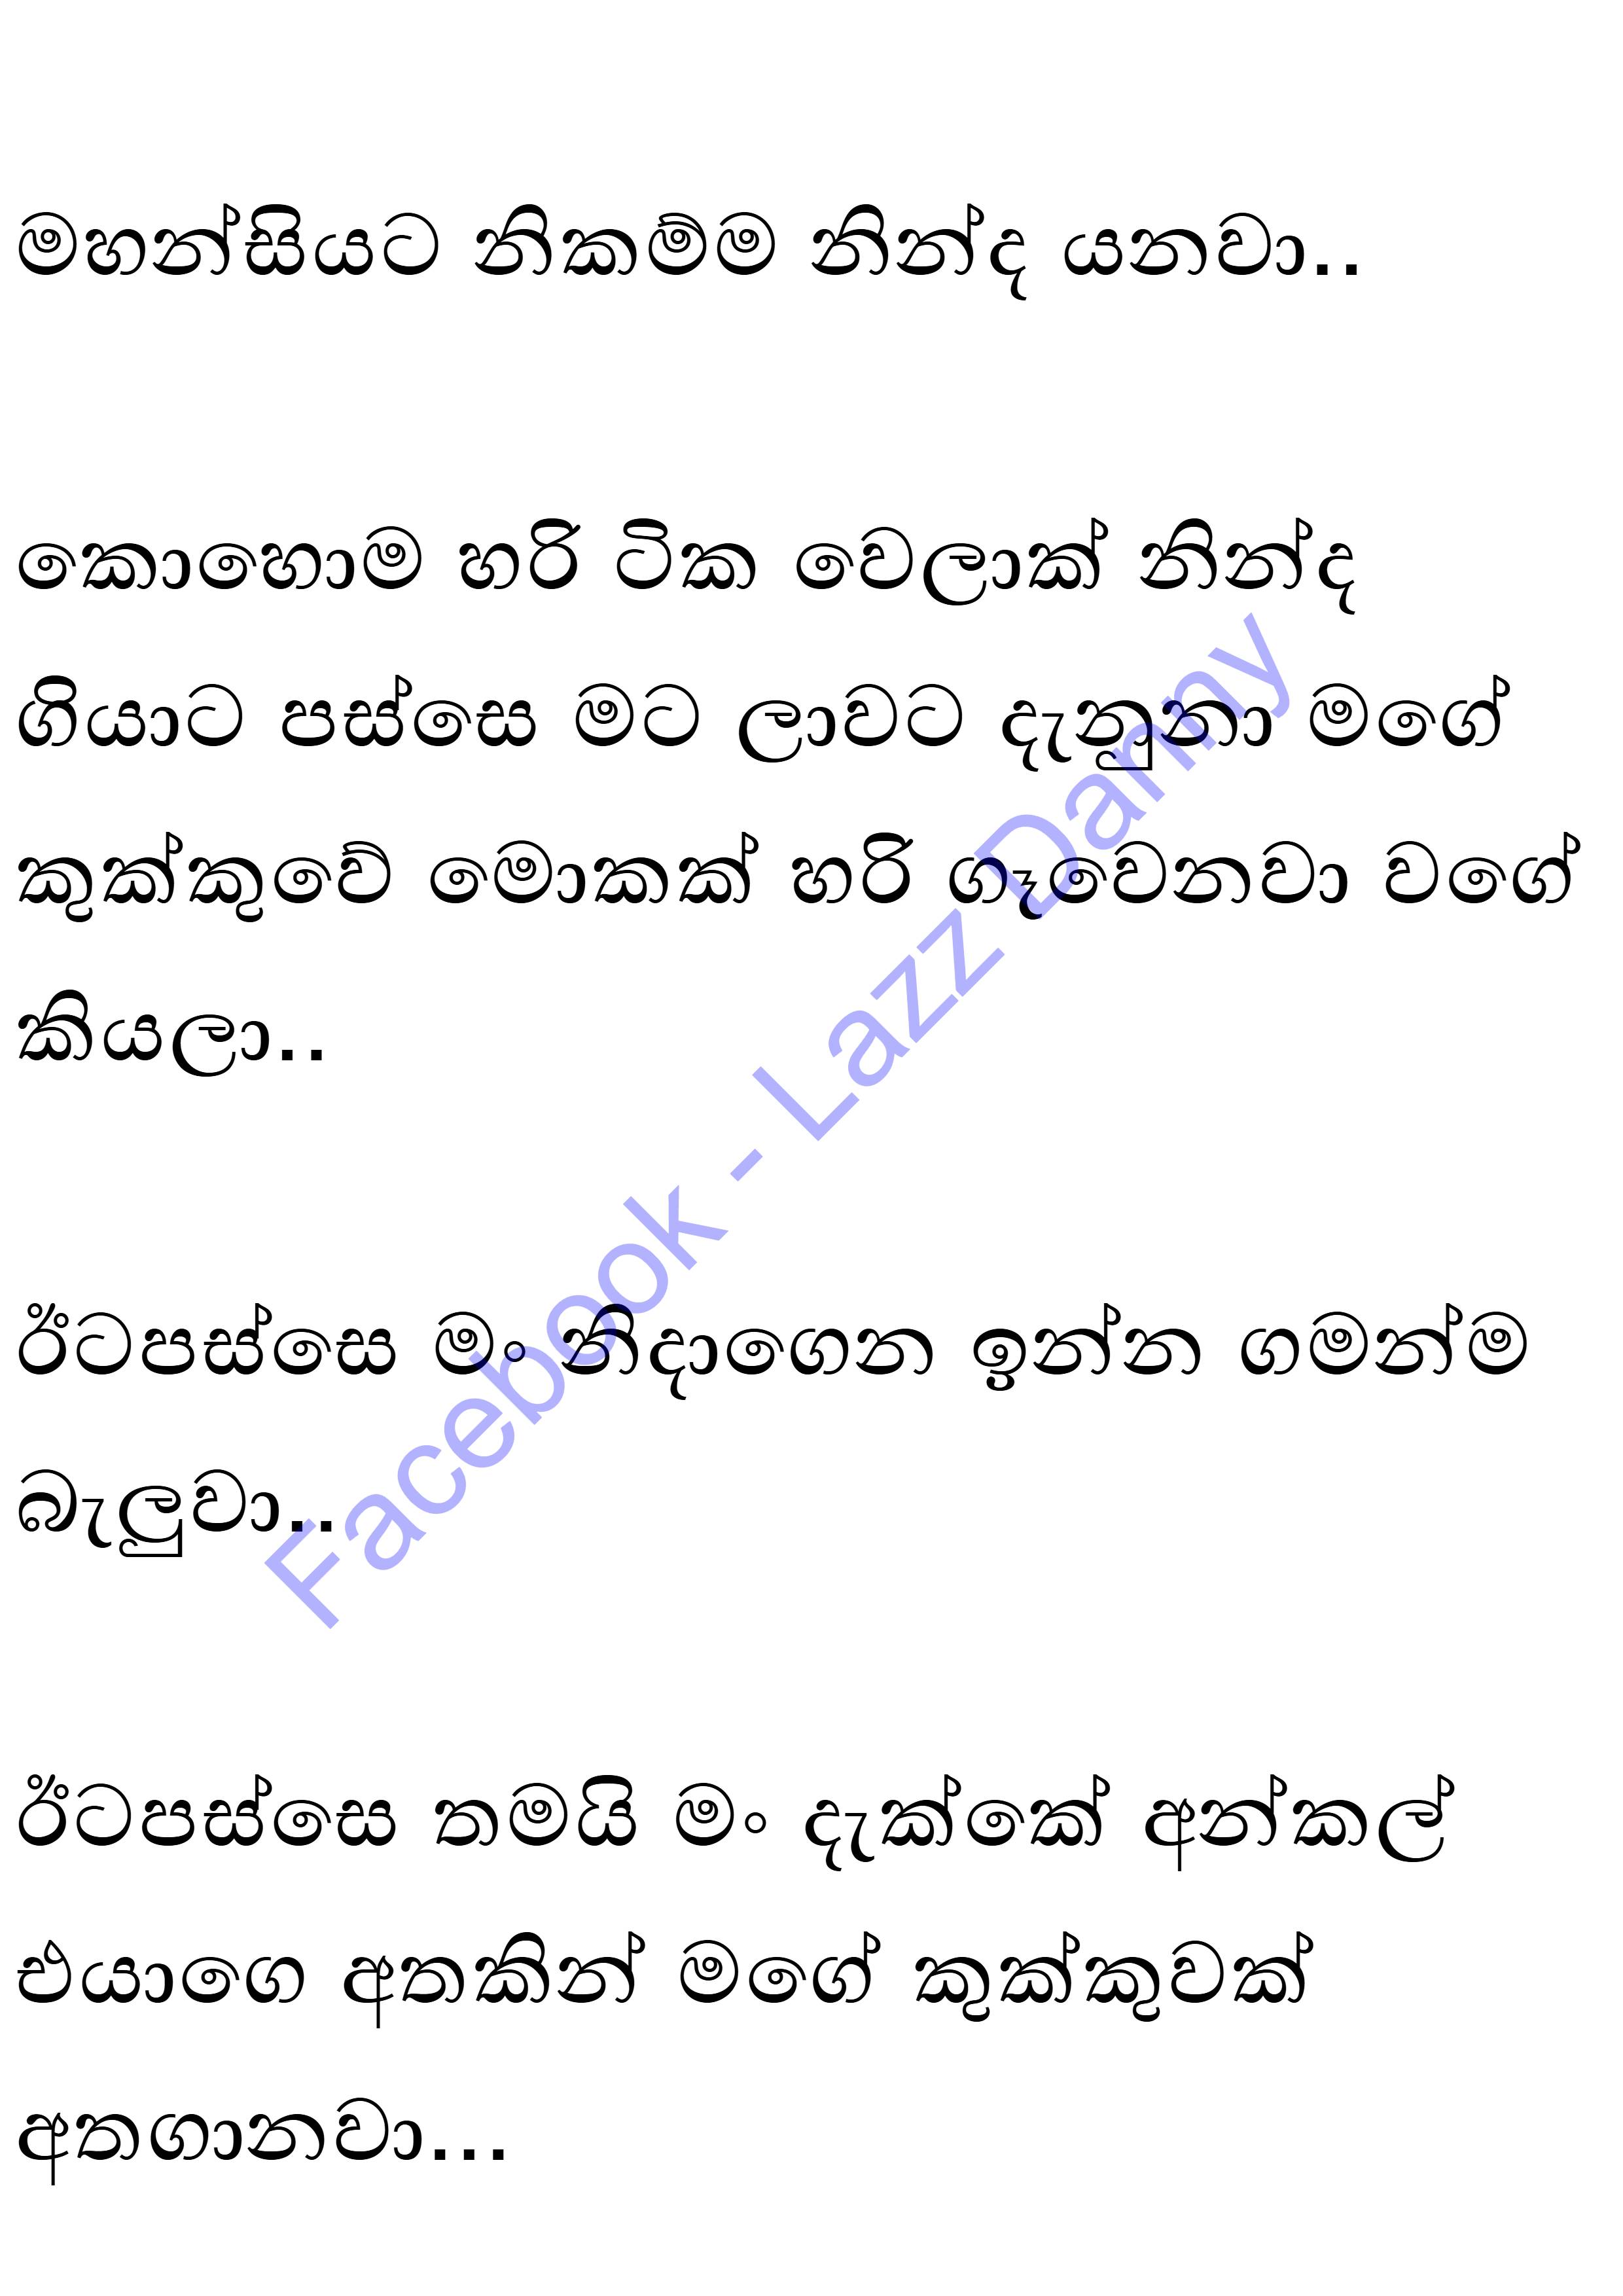 මහන්සියට නිකම්ම නින්ද යනවා..
කොහොම හරි ටික වෙලාක් නින්ද
ගියාට පස්සෙ මට ලාවට දැනුනා මගේ
කුක්කුවේ මොකක් හරි ගෑවෙනවා වගේ
කියලා..
ඊටපස්සෙ මං නිදාගෙන ඉන්න ගමන්ම
බැලුවා..
ඊටපස්සෙ තමයි මං දැක්කේ අන්කල්
එයාගෙ අතකින් මගේ කුක්කුවක්
අතගානවා...
Facebook - Lazz Danny